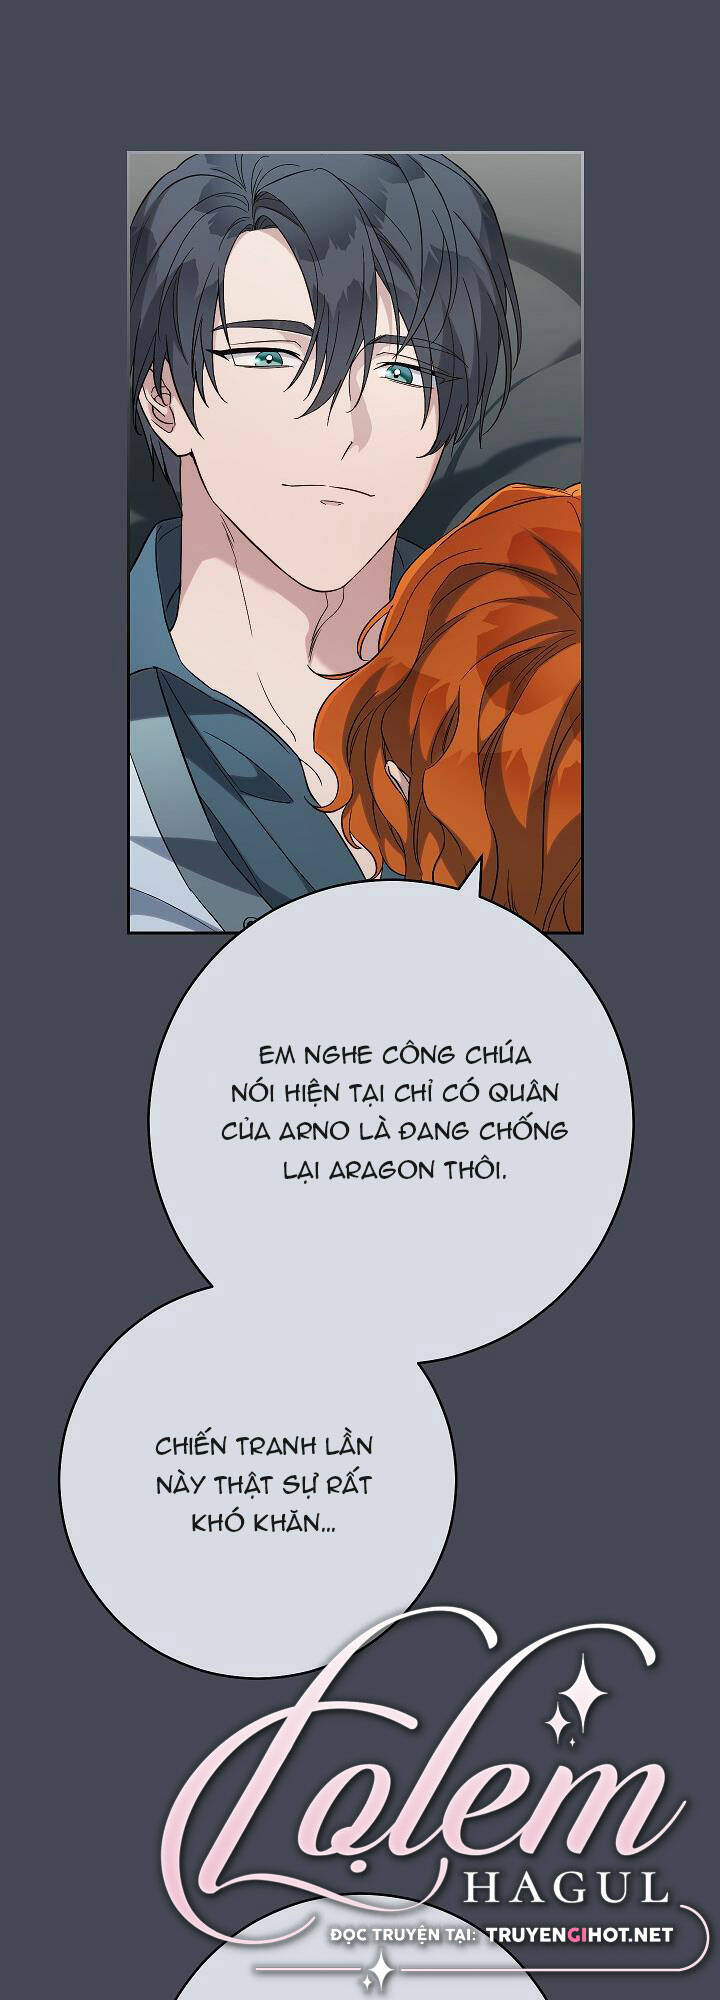 EM NGHE CÔNG CHÚA
NÓI HIỆN TẠI CHỈ CÓ QUÂN
CỦA ARNO LÀ ĐANG CHỐNG
LẠI ARAGON THÔI.
CHIẾN TRANH LẦN
NÀY THẬT SỰ RẤT
KHÓ KHĂN...
Lọlem
HAGUL
ĐỌC TRUYỆN TẠI: TRUYENGIHOT.NET